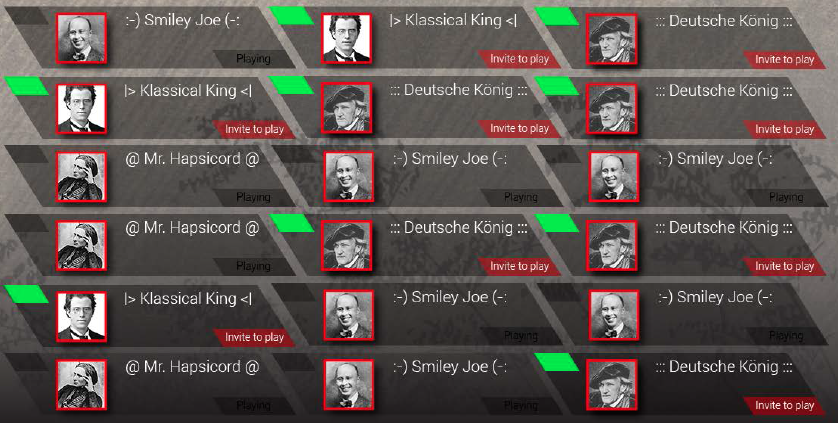 :-) Smiley Joe (-:
Playing
|> Klassical King <|
Invite to play
::: Deutsche König :::
Invite to play
|> Klassical King <|
Invite to play
::: Deutsche König :::
Invite to play
::: Deutsche König :::
Invite to play
@ Mr. Hapsicord @
Playing
:-) Smiley Joe (-:
Playing
:-) Smiley Joe (-:
Playing
@ Mr. Hapsicord @
Playing
::: Deutsche König :::
Invite to play
::: Deutsche König :::
Invite to play
|> Klassical King <|
Invite to play
:-) Smiley Joe (-:
Playing
:-) Smiley Joe (-:
Playing
@ Mr. Hapsicord @
Playing
:-) Smiley Joe (-:
Playing
::: Deutsche König :::
Invite to play